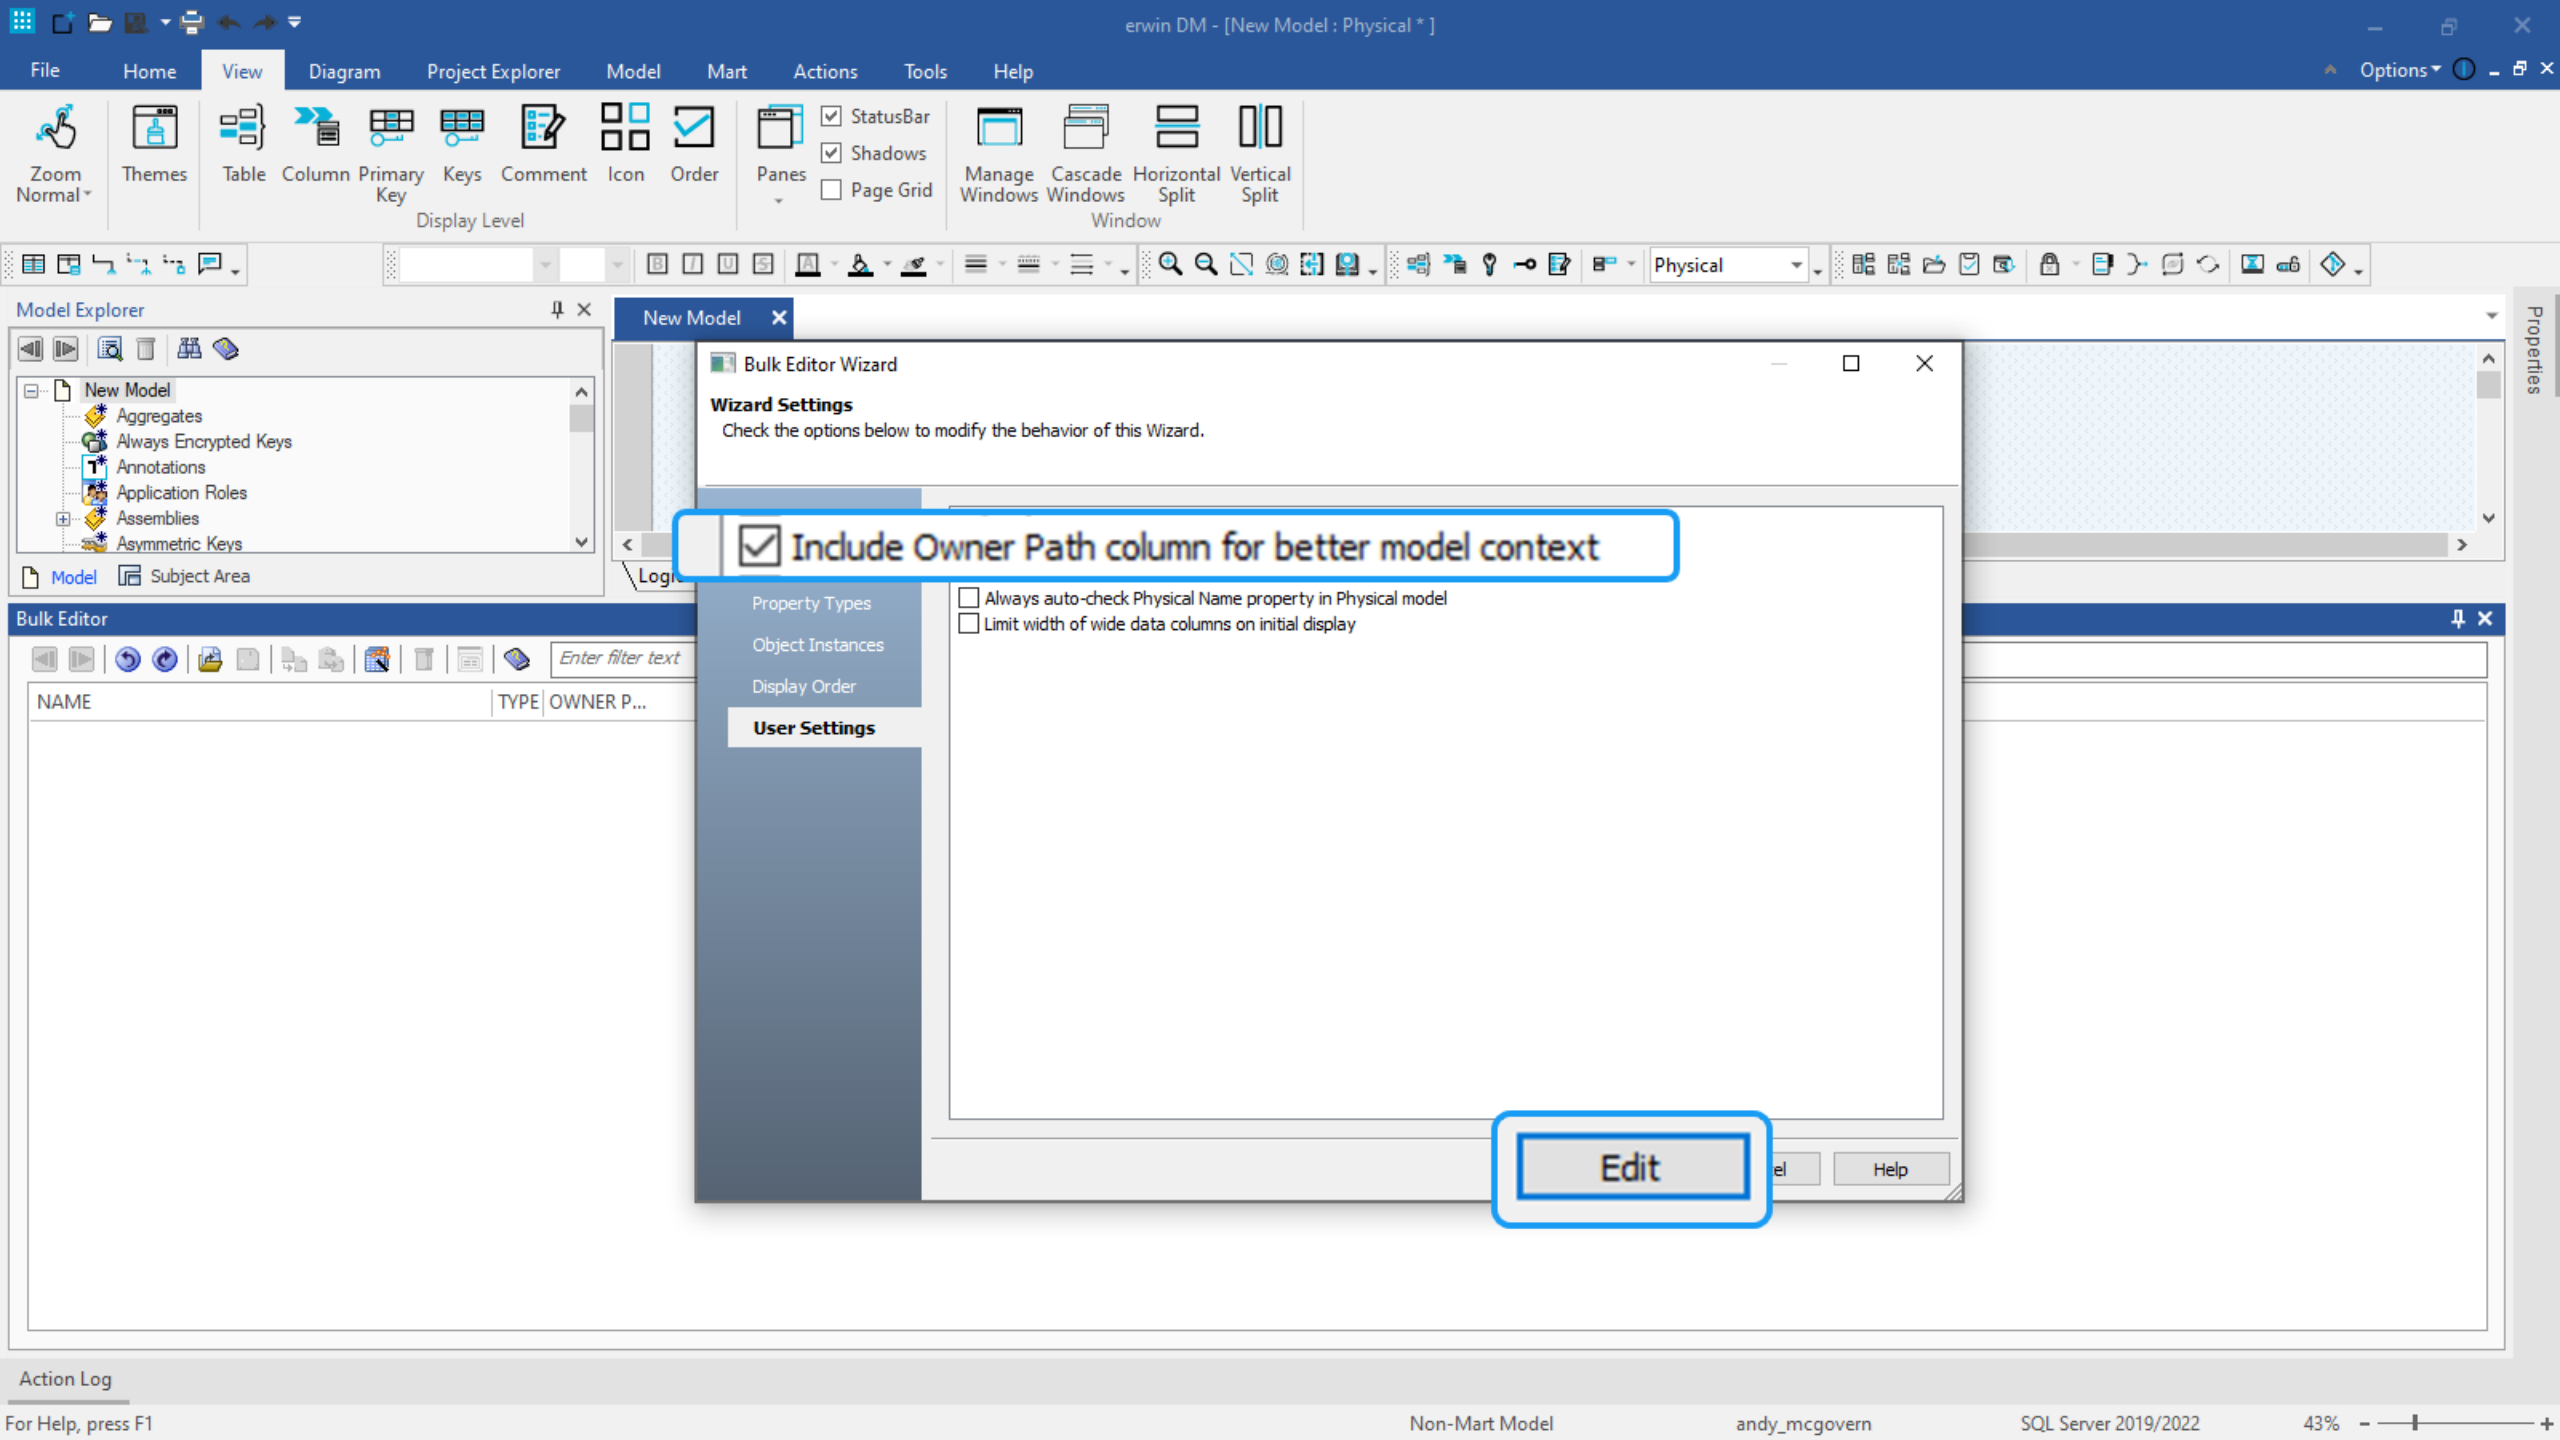 erwin DM - [New Model : Physical * ]
File Home View Diagram Project Explorer Model Mart Actions Tools Help Options
Zoom Normal
Themes
Table
Column
Primary Key
Keys
Comment
Icon
Order
Display Level
Panes
StatusBar
Shadows
Page Grid
Manage Windows
Cascade Windows
Horizontal Split
Vertical Split
Window
B I U S A Physical
Model Explorer
New Model
Aggregates
Always Encrypted Keys
Annotations
Application Roles
Assemblies
Asymmetric Keys
Model Subject Area
New Model
Properties
Bulk Editor Wizard
Wizard Settings
Check the options below to modify the behavior of this Wizard.
Include Owner Path column for better model context
Always auto-check Physical Name property in Physical model
Limit width of wide data columns on initial display
Property Types
Object Instances
Display Order
User Settings
Edit
Help
Bulk Editor
Enter filter text
NAME TYPE OWNER P...
Action Log
For Help, press F1 Non-Mart Model andy_mcgovern SQL Server 2019/2022 43%